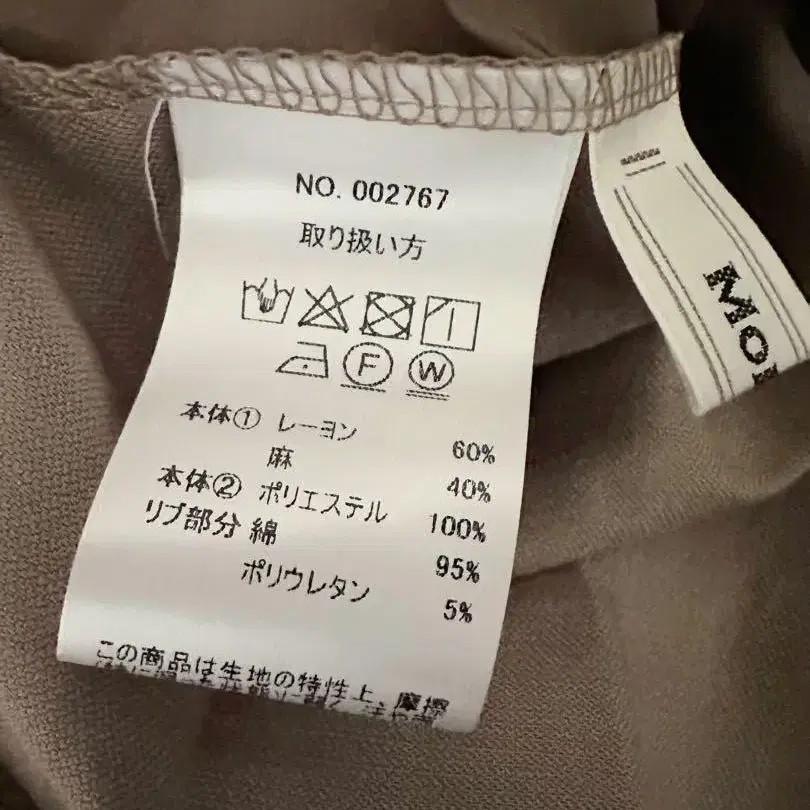 NO. 002767
取り扱い方
F W
本体① レーヨン 60%
麻 40%
本体② ポリエステル 100%
リブ部分 綿 95%
ポリウレタン 5%
この商品は生地の特性上、摩擦